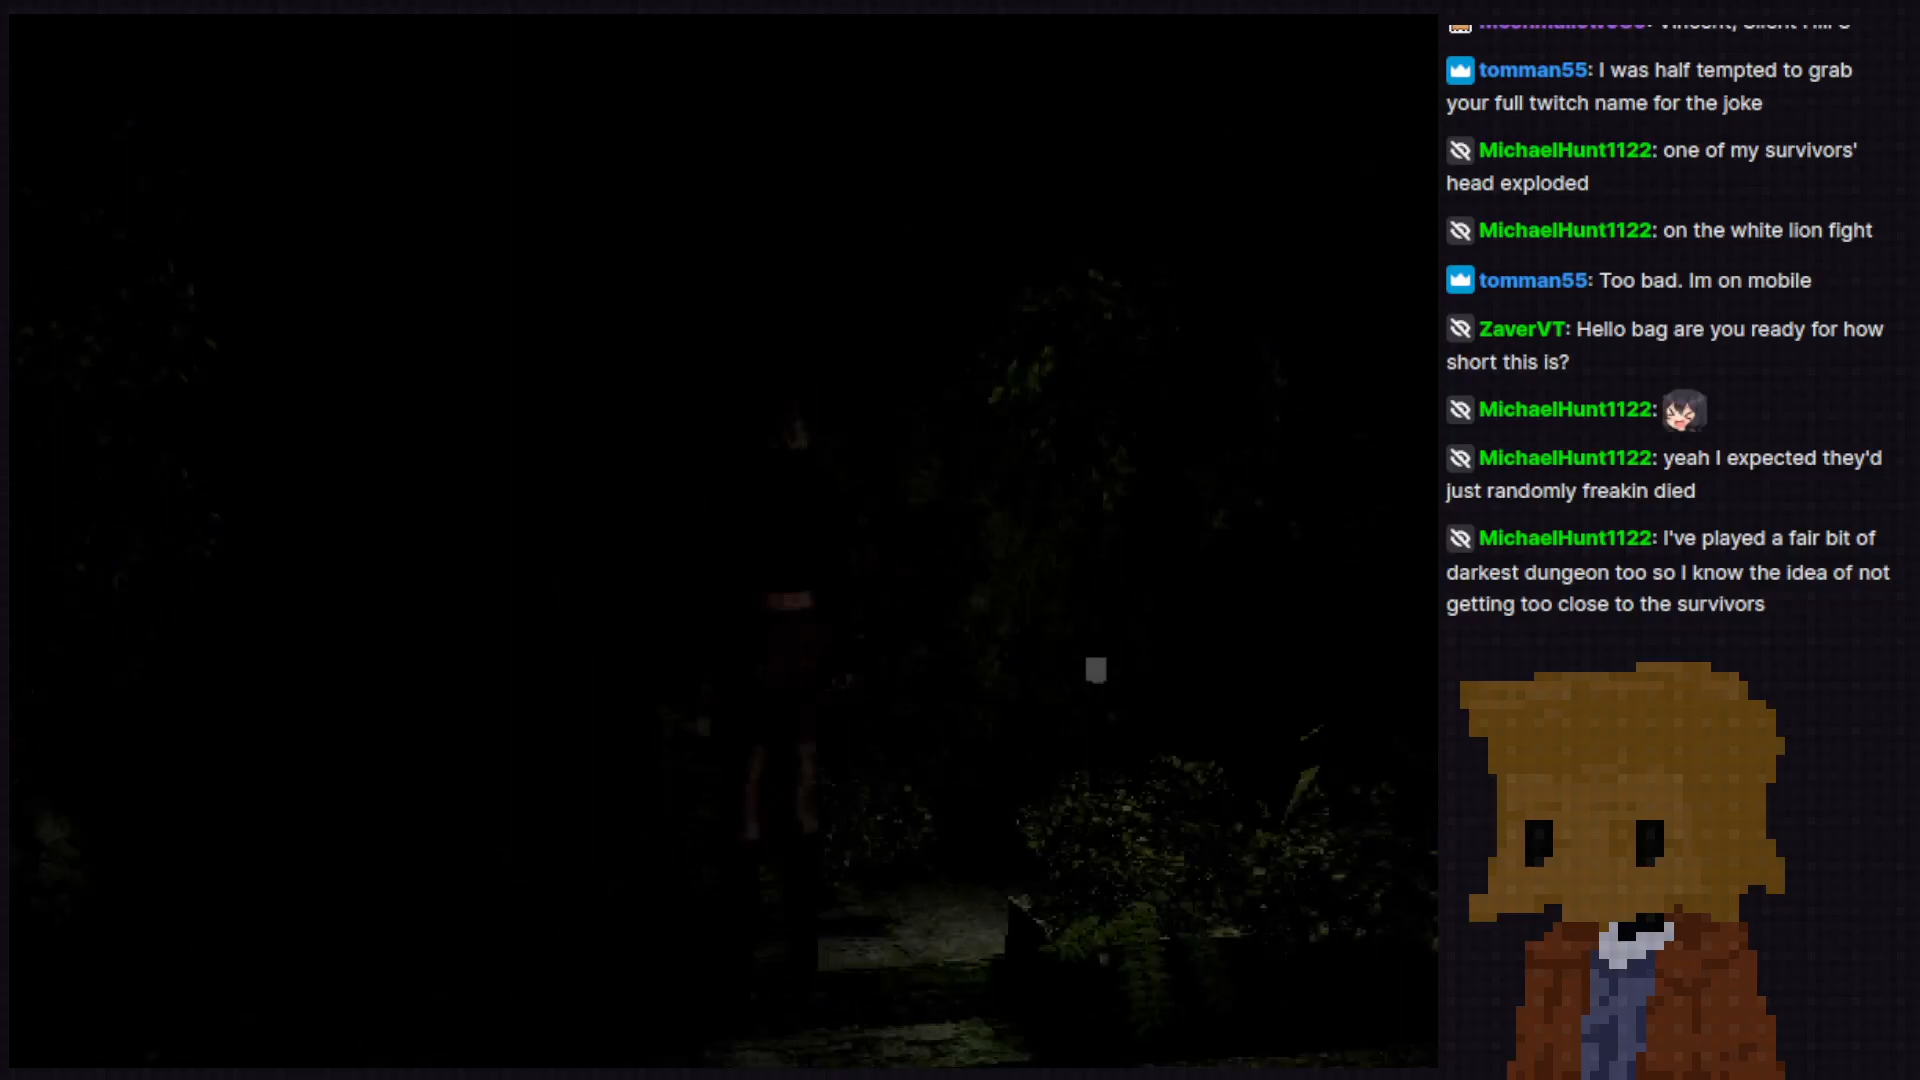 tomman55: I was half tempted to grab
your full twitch name for the joke
MichaelHunt1122: one of my survivors'
head exploded
MichaelHunt1122: on the white lion fight
tomman55: Too bad. Im on mobile
ZaverVT: Hello bag are you ready for how
short this is?
MichaelHunt1122:
MichaelHunt1122: yeah I expected they'd
just randomly freakin died
MichaelHunt1122: I've played a fair bit of
darkest dungeon too so I know the idea of not
getting too close to the survivors